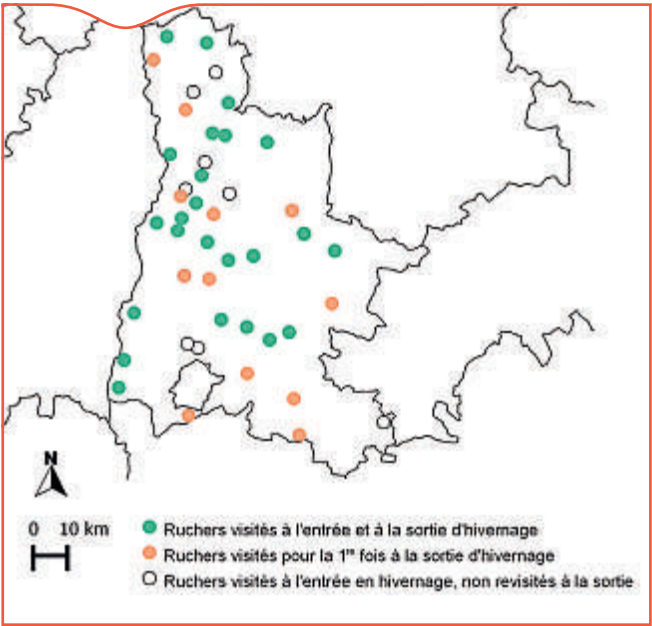 N
0 10 km
Ruchers visités à l'entrée et à la sortie d'hivernage
Ruchers visités pour la 1re fois à la sortie d'hivernage
Ruchers visités à l'entrée en hivernage, non revisités à la sortie